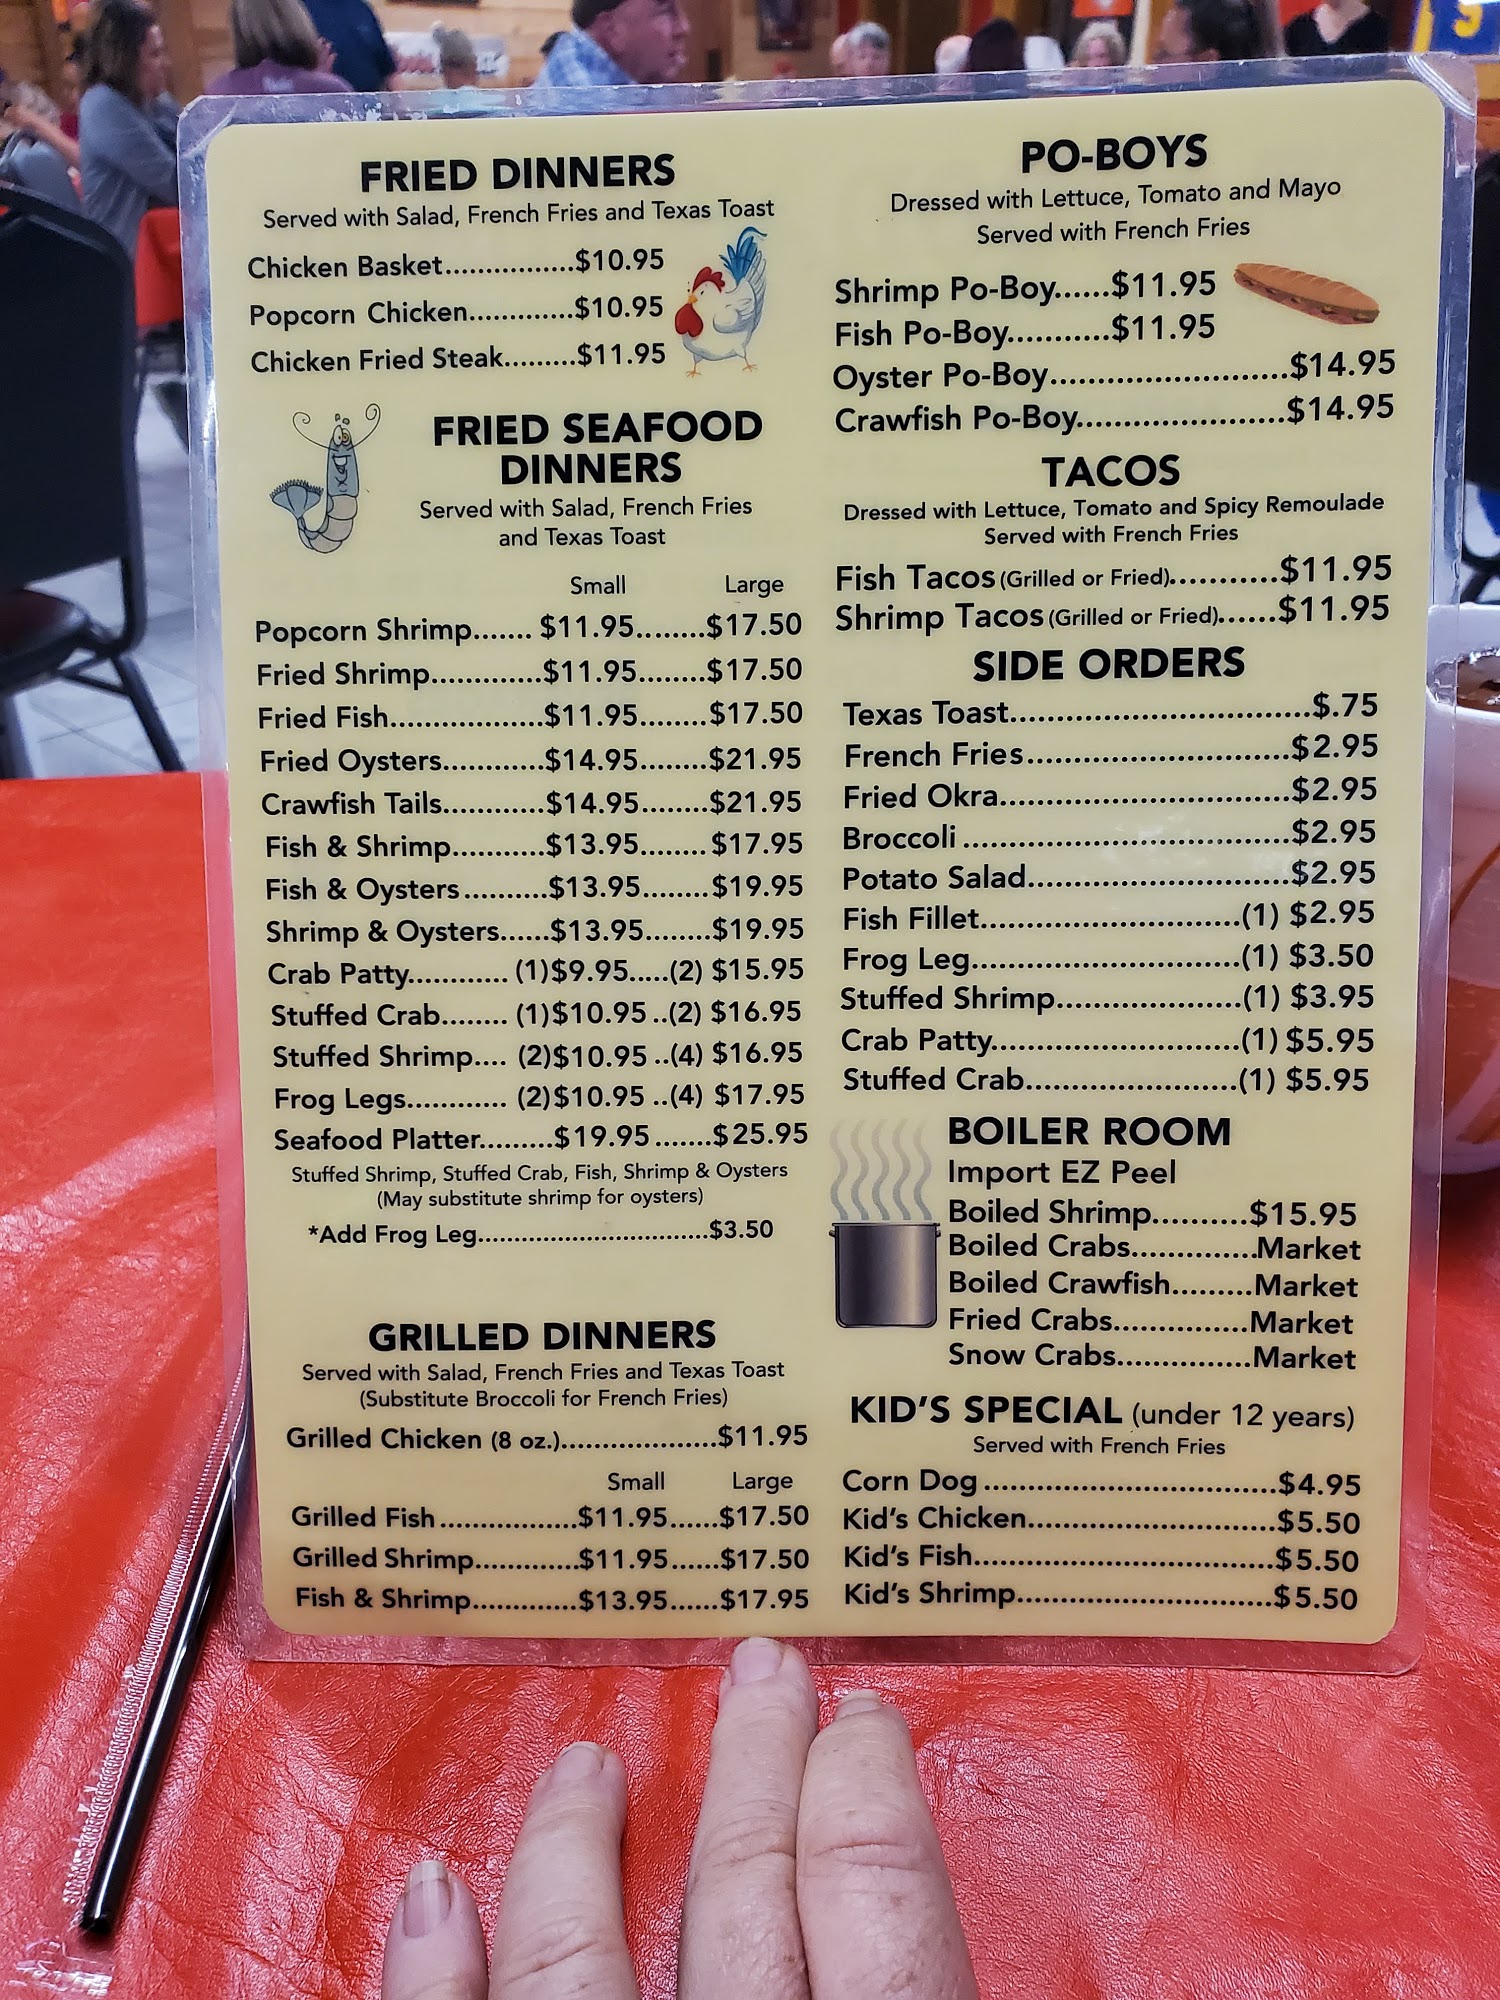 FRIED DINNERS
Served with Salad, French Fries and Texas Toast
Chicken Basket................$10.95
Popcorn Chicken.............$10.95
Chicken Fried Steak.........$11.95
FRIED SEAFOOD
DINNERS
Served with Salad, French Fries
and Texas Toast
Small Large
Popcorn Shrimp....... $11.95........$17.50
Fried Shrimp.............$11.95........$17.50
Fried Fish..................$11.95........$17.50
Fried Oysters............$14.95........$21.95
Crawfish Tails............$14.95........$21.95
Fish & Shrimp...........$13.95........$17.95
Fish & Oysters..........$13.95........$19.95
Shrimp & Oysters......$13.95........$19.95
Crab Patty............ (1)$9.95.....(2) $15.95
Stuffed Crab........ (1)$10.95..(2) $16.95
Stuffed Shrimp.... (2)$10.95..(4) $16.95
Frog Legs............ (2)$10.95..(4) $17.95
Seafood Platter.........$19.95.......$25.95
Stuffed Shrimp, Stuffed Crab, Fish, Shrimp & Oysters
(May substitute shrimp for oysters)
*Add Frog Leg.................................$3.50
GRILLED DINNERS
Served with Salad, French Fries and Texas Toast
(Substitute Broccoli for French Fries)
Grilled Chicken (8 oz.)....................$11.95
Small Large
Grilled Fish.................$11.95......$17.50
Grilled Shrimp.............$11.95......$17.50
Fish & Shrimp.............$13.95......$17.95
PO-BOYS
Dressed with Lettuce, Tomato and Mayo
Served with French Fries
Shrimp Po-Boy......$11.95
Fish Po-Boy...........$11.95
Oyster Po-Boy..........................$14.95
Crawfish Po-Boy.......................$14.95
TACOS
Dressed with Lettuce, Tomato and Spicy Remoulade
Served with French Fries
Fish Tacos (Grilled or Fried)............$11.95
Shrimp Tacos (Grilled or Fried)......$11.95
SIDE ORDERS
Texas Toast.................................$.75
French Fries.............................$2.95
Fried Okra................................$2.95
Broccoli....................................$2.95
Potato Salad.............................$2.95
Fish Fillet............................(1) $2.95
Frog Leg.............................(1) $3.50
Stuffed Shrimp....................(1) $3.95
Crab Patty...........................(1) $5.95
Stuffed Crab.......................(1) $5.95
BOILER ROOM
Import EZ Peel
Boiled Shrimp..........$15.95
Boiled Crabs.............Market
Boiled Crawfish.........Market
Fried Crabs..............Market
Snow Crabs..............Market
KID'S SPECIAL (under 12 years)
Served with French Fries
Corn Dog..................................$4.95
Kid's Chicken............................$5.50
Kid's Fish..................................$5.50
Kid's Shrimp.............................$5.50